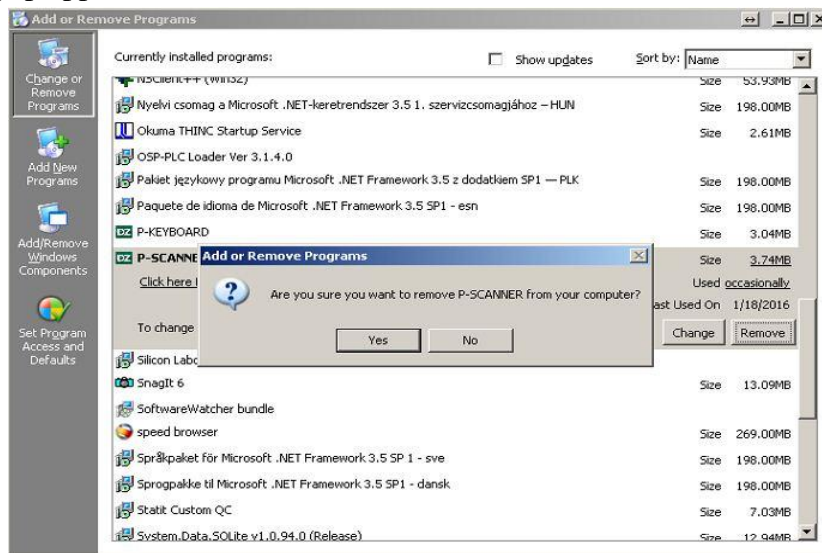 Add or Remove Programs
Change or
Remove
Programs
Add New
Programs
Add/Remove
Windows
Components
Set Program
Access and
Defaults
Currently installed programs:
Show updates
Sort by: Name
NSClient++ (Win32) Size 53.93MB
Nyelvi csomag a Microsoft .NET-keretrendszer 3.5 1. szervizcsomagjához – HUN Size 198.00MB
Okuma THINC Startup Service Size 2.61MB
OSP-PLC Loader Ver 3.1.4.0
Pakiet językowy programu Microsoft .NET Framework 3.5 z dodatkiem SP1 — PLK Size 198.00MB
Paquete de idioma de Microsoft .NET Framework 3.5 SP1 - esn Size 198.00MB
DZ P-KEYBOARD Size 3.04MB
DZ P-SCANNE Size 3.74MB
Click here Used occasionally
ast Used On 1/18/2016
To change Change Remove
Add or Remove Programs
Are you sure you want to remove P-SCANNER from your computer?
Yes No
Silicon Labo
SnagIt 6 Size 13.09MB
SoftwareWatcher bundle
speed browser Size 269.00MB
Språkpaket för Microsoft .NET Framework 3.5 SP 1 - sve Size 198.00MB
Sprogpakke til Microsoft .NET Framework 3.5 SP1 - dansk Size 198.00MB
Statit Custom QC Size 7.03MB
System.Data.SQLite v1.0.94.0 (Release) Size 12.94MB